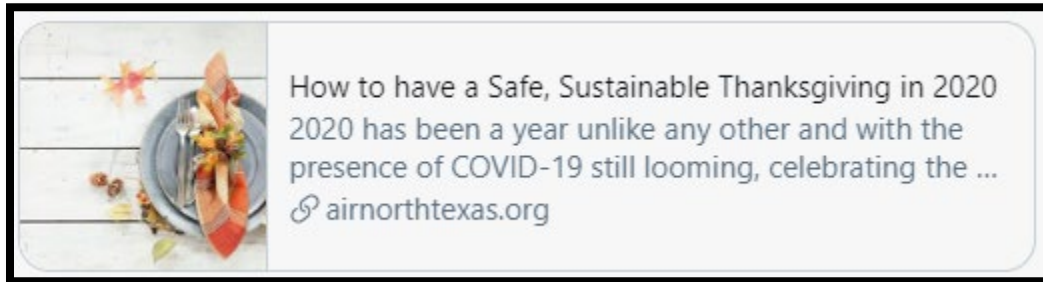 How to have a Safe, Sustainable Thanksgiving in 2020
2020 has been a year unlike any other and with the
presence of COVID-19 still looming, celebrating the ...
airnorthtexas.org